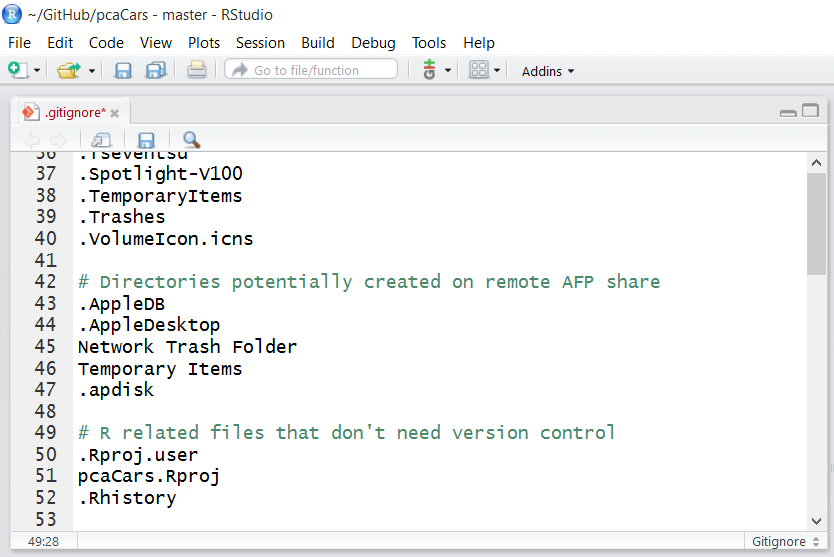 ~/GitHub/pcaCars - master - RStudio
File Edit Code View Plots Session Build Debug Tools Help
Go to file/function Addins
.gitignore*
36 .fseventsd
37 .Spotlight-V100
38 .TemporaryItems
39 .Trashes
40 .VolumeIcon.icns
41
42 # Directories potentially created on remote AFP share
43 .AppleDB
44 .AppleDesktop
45 Network Trash Folder
46 Temporary Items
47 .apdisk
48
49 # R related files that don't need version control
50 .Rproj.user
51 pcaCars.Rproj
52 .Rhistory
53
49:28 Gitignore